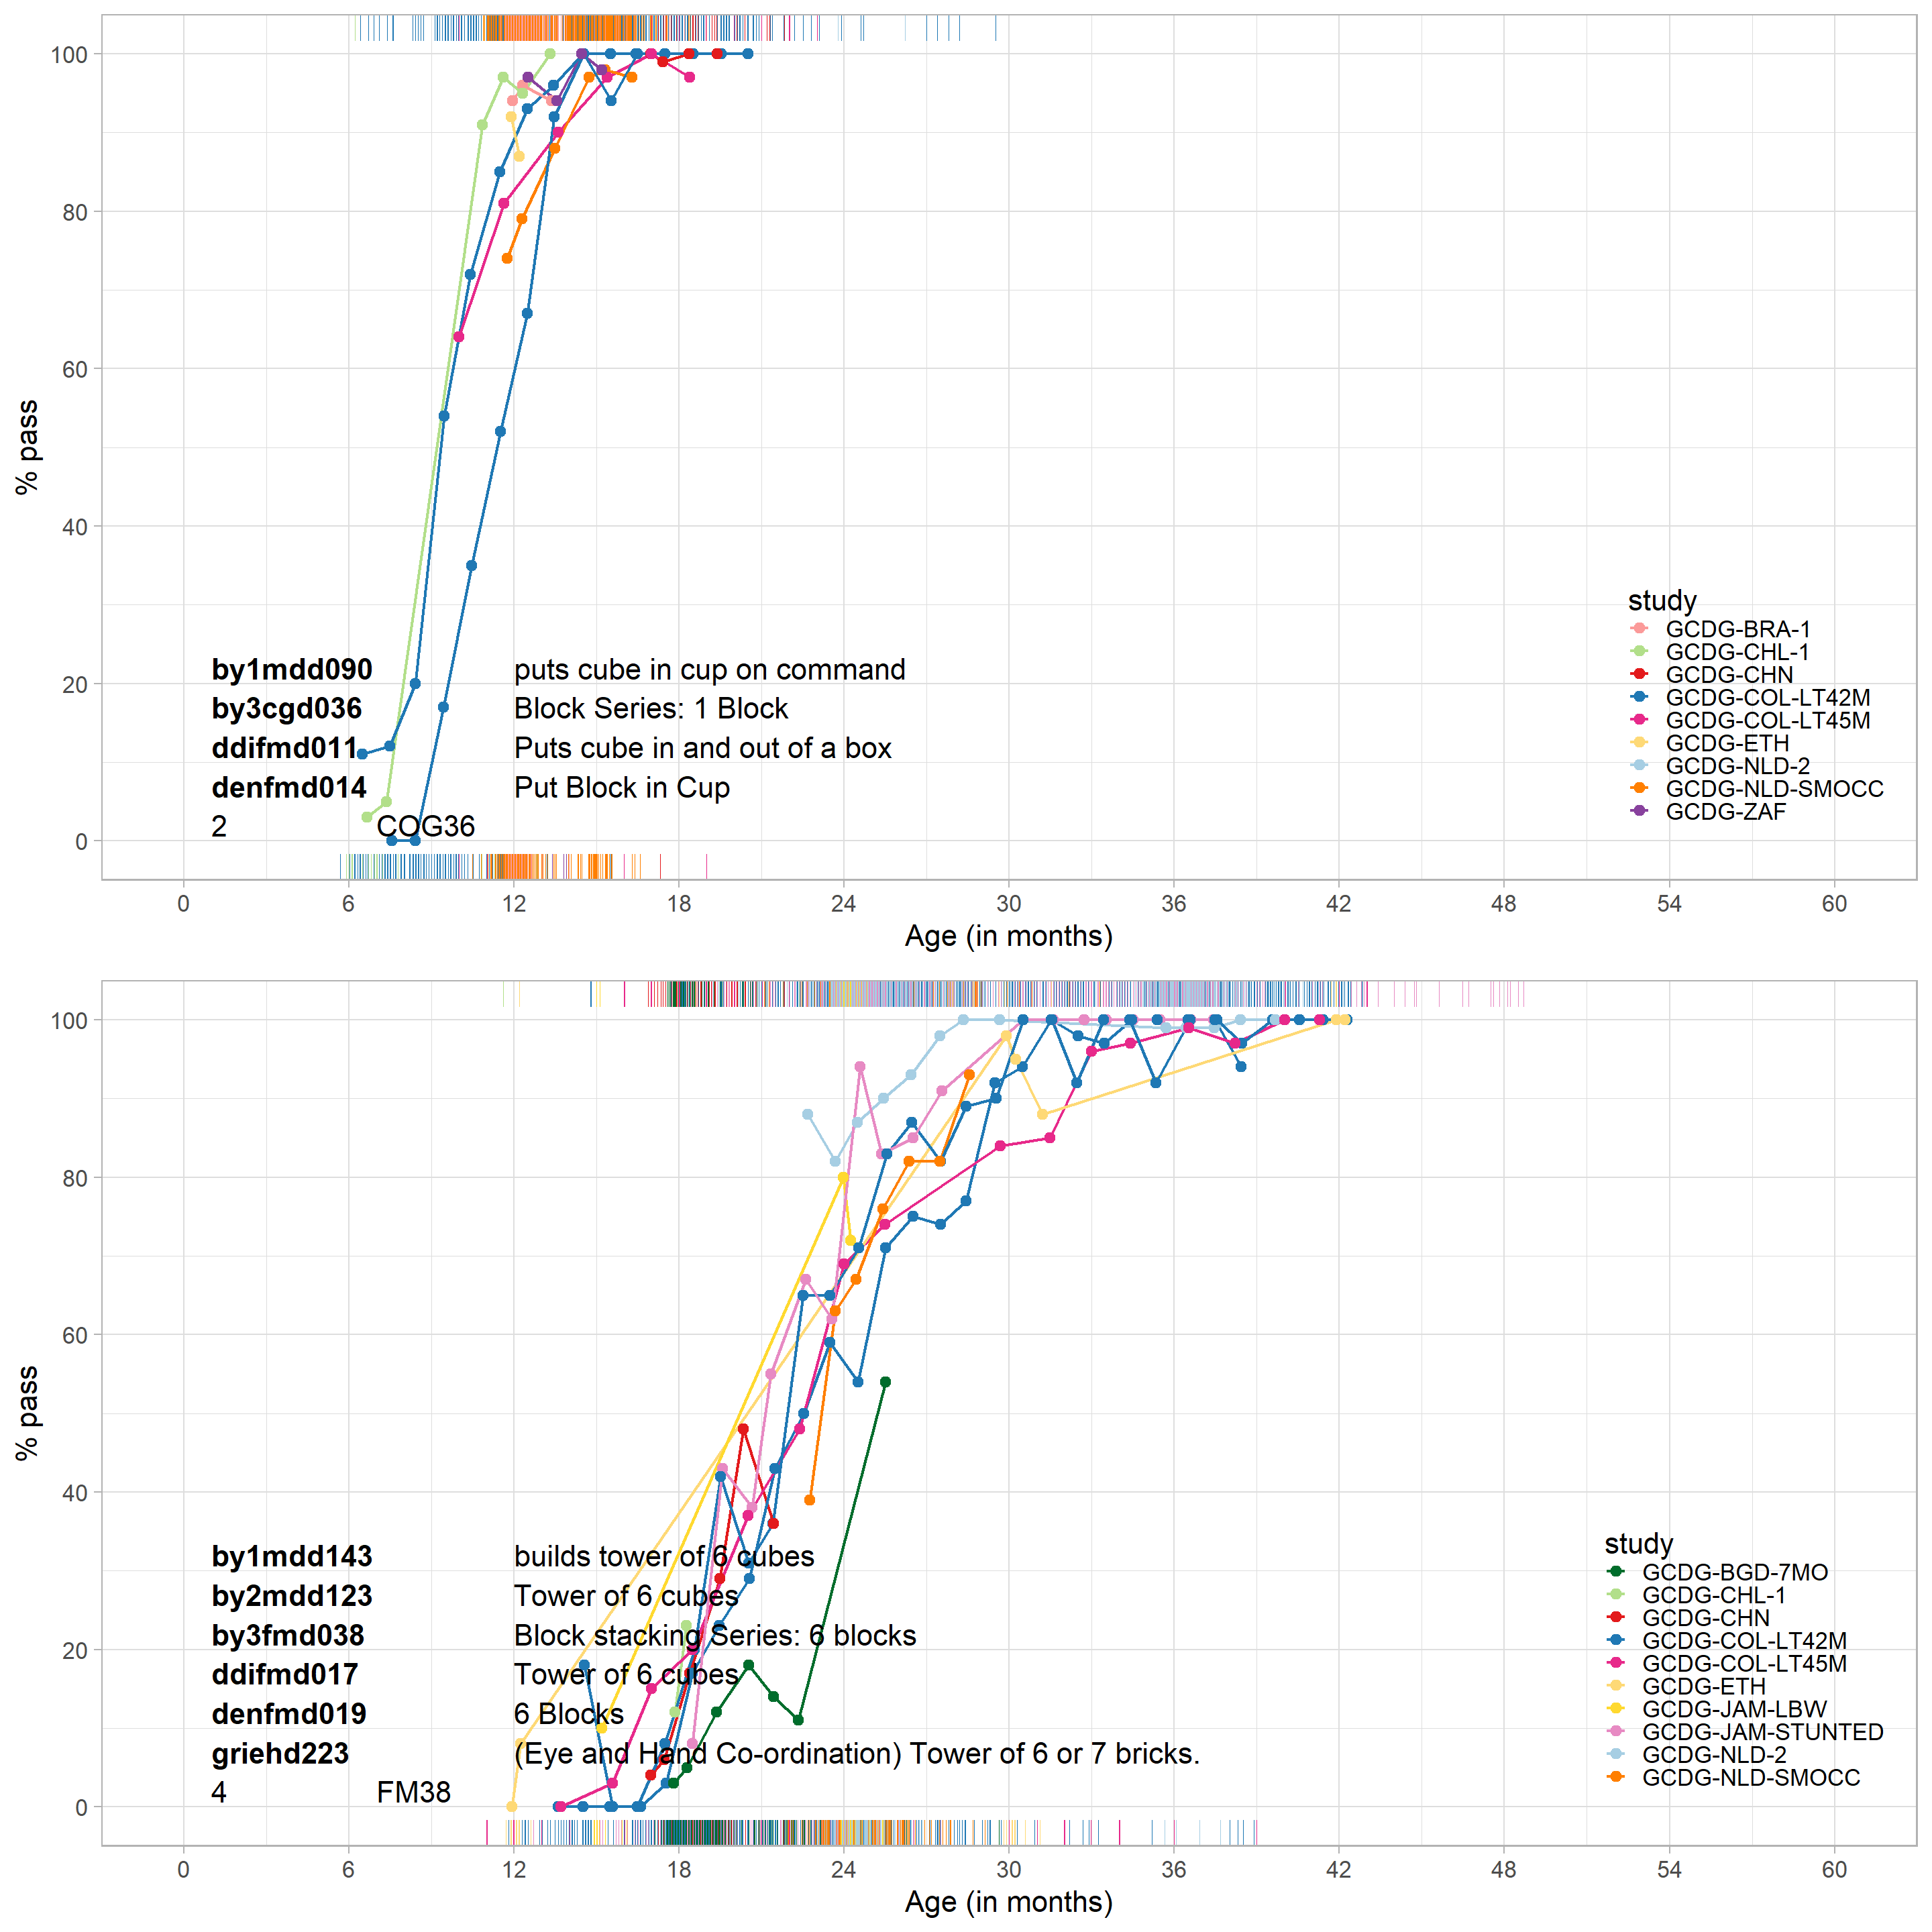 100
80
60
40
20
0
% pass
by1mdd090 puts cube in cup on command
by3cgd036 Block Series: 1 Block
ddifmd011 Puts cube in and out of a box
denfmd014 Put Block in Cup
2 COG36
study
GCDG-BRA-1
GCDG-CHL-1
GCDG-CHN
GCDG-COL-LT42M
GCDG-COL-LT45M
GCDG-ETH
GCDG-NLD-2
GCDG-NLD-SMOCC
GCDG-ZAF
0 6 12 18 24 30 36 42 48 54 60
Age (in months)
100
80
60
40
20
0
% pass
by1mdd143 builds tower of 6 cubes
by2mdd123 Tower of 6 cubes
by3fmd038 Block stacking Series: 6 blocks
ddifmd017 Tower of 6 cubes
denfmd019 6 Blocks
griehd223 (Eye and Hand Co-ordination) Tower of 6 or 7 bricks.
4 FM38
study
GCDG-BGD-7MO
GCDG-CHL-1
GCDG-CHN
GCDG-COL-LT42M
GCDG-COL-LT45M
GCDG-ETH
GCDG-JAM-LBW
GCDG-JAM-STUNTED
GCDG-NLD-2
GCDG-NLD-SMOCC
0 6 12 18 24 30 36 42 48 54 60
Age (in months)